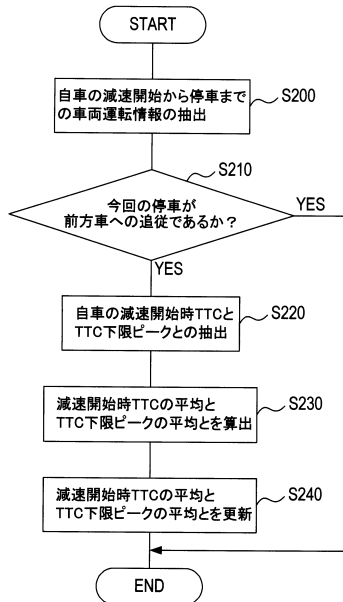 START
自車の減速開始から停車まで
の車両運転情報の抽出
S200
S210
今回の停車が
前方車への追従であるか？
YES
YES
自車の減速開始時TTCと
TTC下限ピークとの抽出
S220
減速開始時TTCの平均と
TTC下限ピークの平均とを算出
S230
減速開始時TTCの平均と
TTC下限ピークの平均とを更新
S240
END